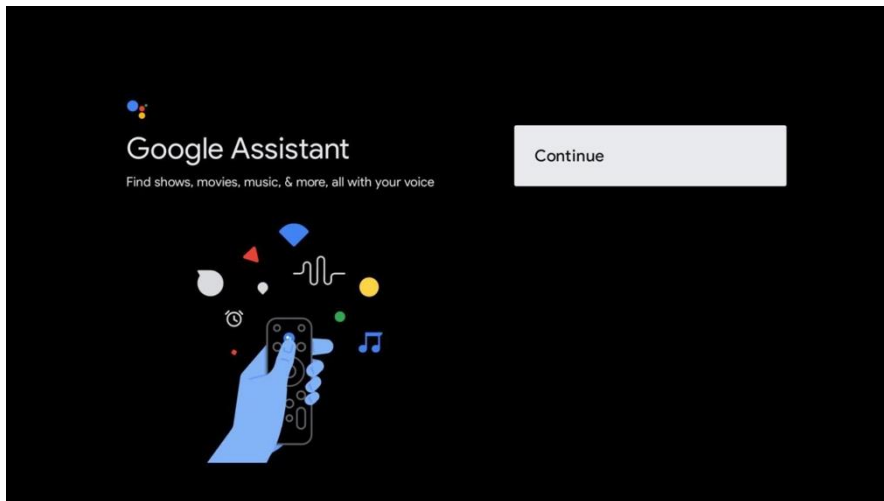 Google Assistant
Find shows, movies, music, & more, all with your voice
Continue